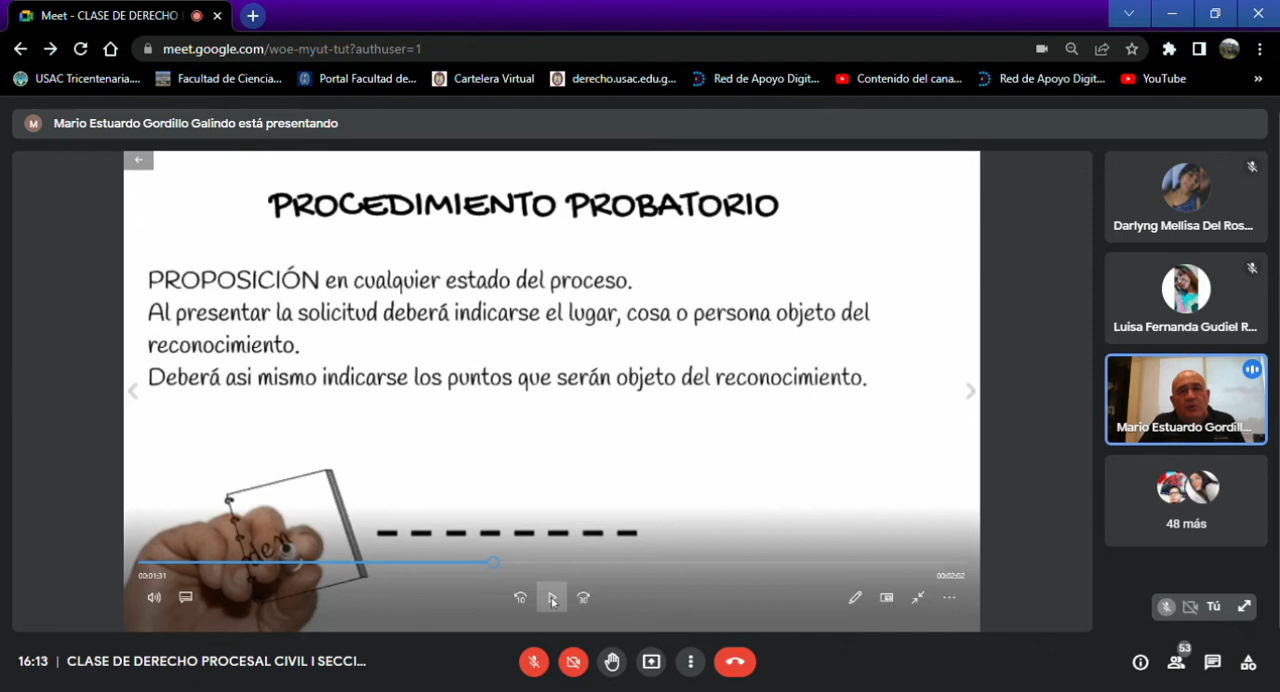 Meet - CLASE DE DERECHO
meet.google.com/woe-myut-tut?authuser=1
USAC Tricentenaria....
Facultad de Ciencia...
Portal Facultad de...
Cartelera Virtual
derecho.usac.edu.g...
Red de Apoyo Digit...
Contenido del cana...
Red de Apoyo Digit...
YouTube
»
M
Mario Estuardo Gordillo Galindo está presentando
PROCEDIMIENTO PROBATORIO
PROPOSICIÓN en cualquier estado del proceso.
Al presentar la solicitud deberá indicarse el lugar, cosa o persona objeto del
reconocimiento.
Deberá asi mismo indicarse los puntos que serán objeto del reconocimiento.
iden
00:01:31
00:02:02
10
30
Darlyng Mellisa Del Ros...
Luisa Fernanda Gudiel R...
Mario Estuardo Gordill...
48 más
Tú
16:13 | CLASE DE DERECHO PROCESAL CIVIL I SECCI...
53